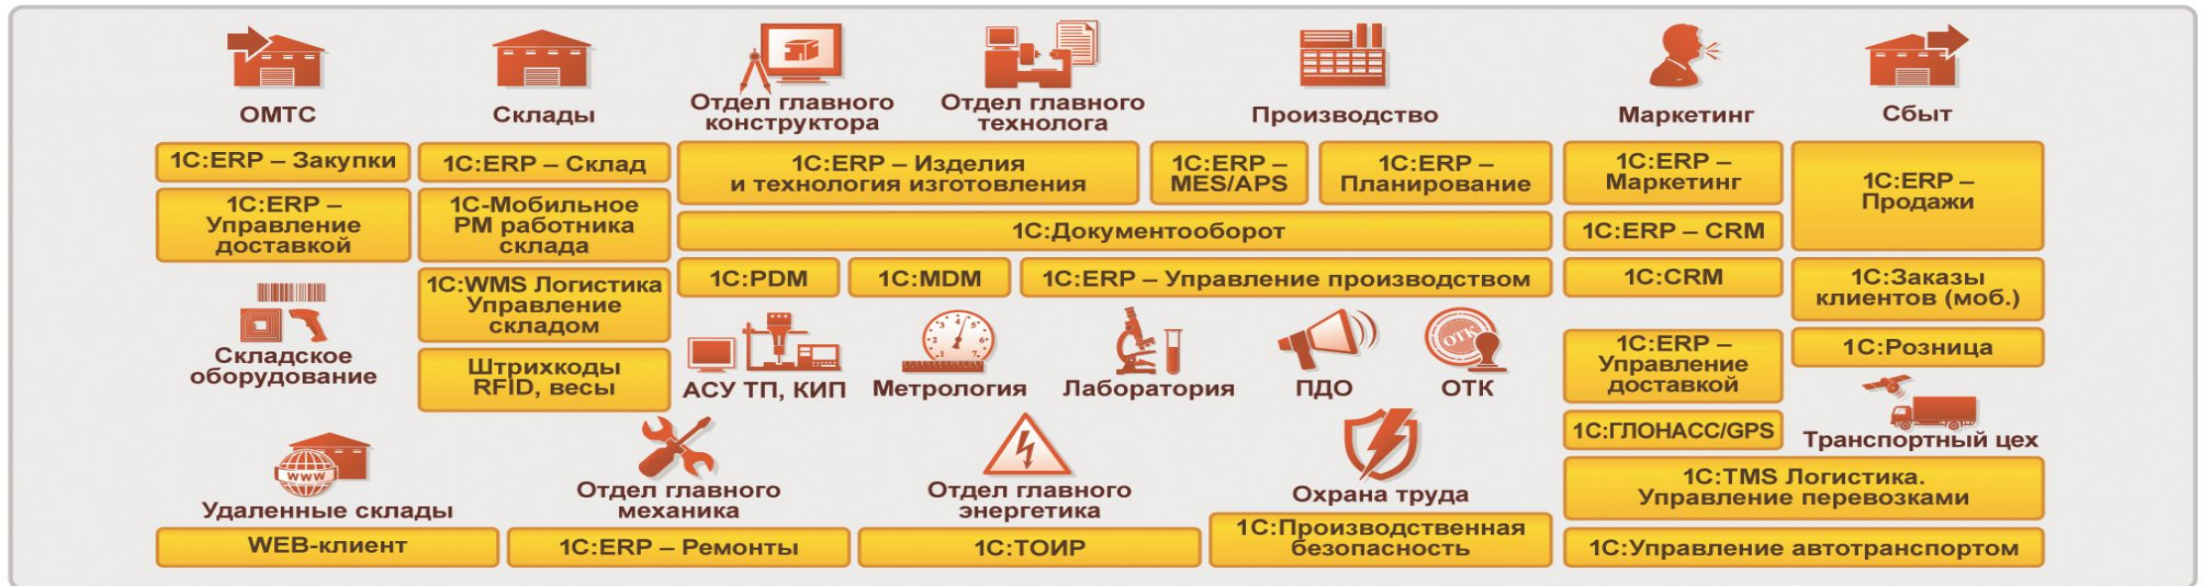 ОМТС
Склады
Отдел главного
конструктора
Отдел главного
технолога
Производство
Маркетинг
Сбыт
1С:ERP – Закупки
1С:ERP –
Управление
доставкой
Складское
оборудование
1С:ERP – Склад
1С-Мобильное
РМ работника
склада
1С:WMS Логистика
Управление
складом
Штрихкоды
RFID, весы
1С:ERP – Изделия
и технология изготовления
1С:ERP –
MES/APS
1С:ERP –
Планирование
1С:Документооборот
1С:PDM
1С:MDM
1С:ERP – Управление производством
АСУ ТП, КИП
Метрология
Лаборатория
ПДО
ОТК
ОТК
1С:ERP –
Маркетинг
1С:ERP – CRM
1С:CRM
1С:ERP –
Управление
доставкой
1С:ГЛОНАСС/GPS
1С:ERP –
Продажи
1С:Заказы
клиентов (моб.)
1С:Розница
Транспортный цех
1С:TMS Логистика.
Управление перевозками
1С:Управление автотранспортом
www
Удаленные склады
WEB-клиент
Отдел главного
механика
1С:ERP – Ремонты
Отдел главного
энергетика
1С:ТОИР
Охрана труда
1С:Производственная
безопасность